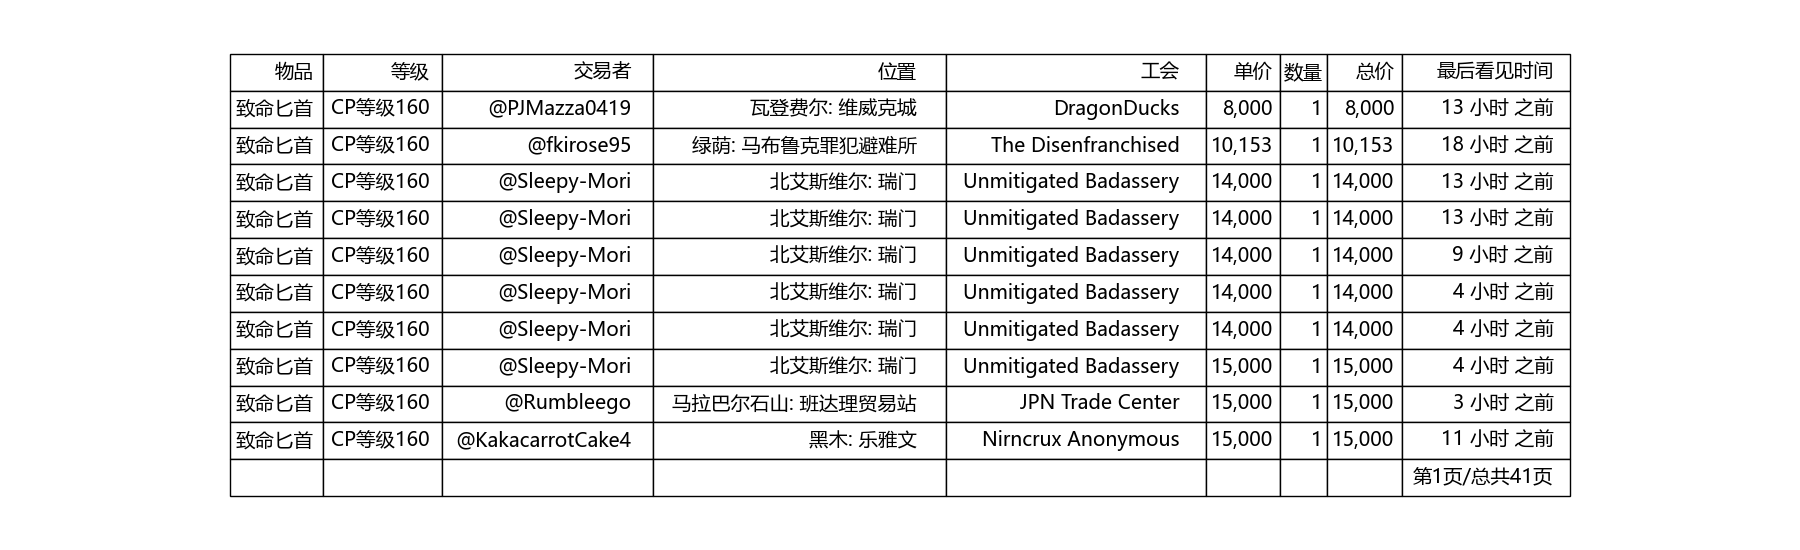 物品 等级 交易者 位置 工会 单价 数量 总价 最后看见时间
致命匕首 CP等级160 @PJMazza0419 瓦登费尔: 维威克城 DragonDucks 8,000 1 8,000 13 小时 之前
致命匕首 CP等级160 @fkirose95 绿荫: 马布鲁克罪犯避难所 The Disenfranchised 10,153 1 10,153 18 小时 之前
致命匕首 CP等级160 @Sleepy-Mori 北艾斯维尔: 瑞门 Unmitigated Badassery 14,000 1 14,000 13 小时 之前
致命匕首 CP等级160 @Sleepy-Mori 北艾斯维尔: 瑞门 Unmitigated Badassery 14,000 1 14,000 13 小时 之前
致命匕首 CP等级160 @Sleepy-Mori 北艾斯维尔: 瑞门 Unmitigated Badassery 14,000 1 14,000 9 小时 之前
致命匕首 CP等级160 @Sleepy-Mori 北艾斯维尔: 瑞门 Unmitigated Badassery 14,000 1 14,000 4 小时 之前
致命匕首 CP等级160 @Sleepy-Mori 北艾斯维尔: 瑞门 Unmitigated Badassery 14,000 1 14,000 4 小时 之前
致命匕首 CP等级160 @Sleepy-Mori 北艾斯维尔: 瑞门 Unmitigated Badassery 15,000 1 15,000 4 小时 之前
致命匕首 CP等级160 @Rumbleego 马拉巴尔石山: 班达理贸易站 JPN Trade Center 15,000 1 15,000 3 小时 之前
致命匕首 CP等级160 @KakacarrotCake4 黑木: 乐雅文 Nirncrux Anonymous 15,000 1 15,000 11 小时 之前
第1页/总共41页